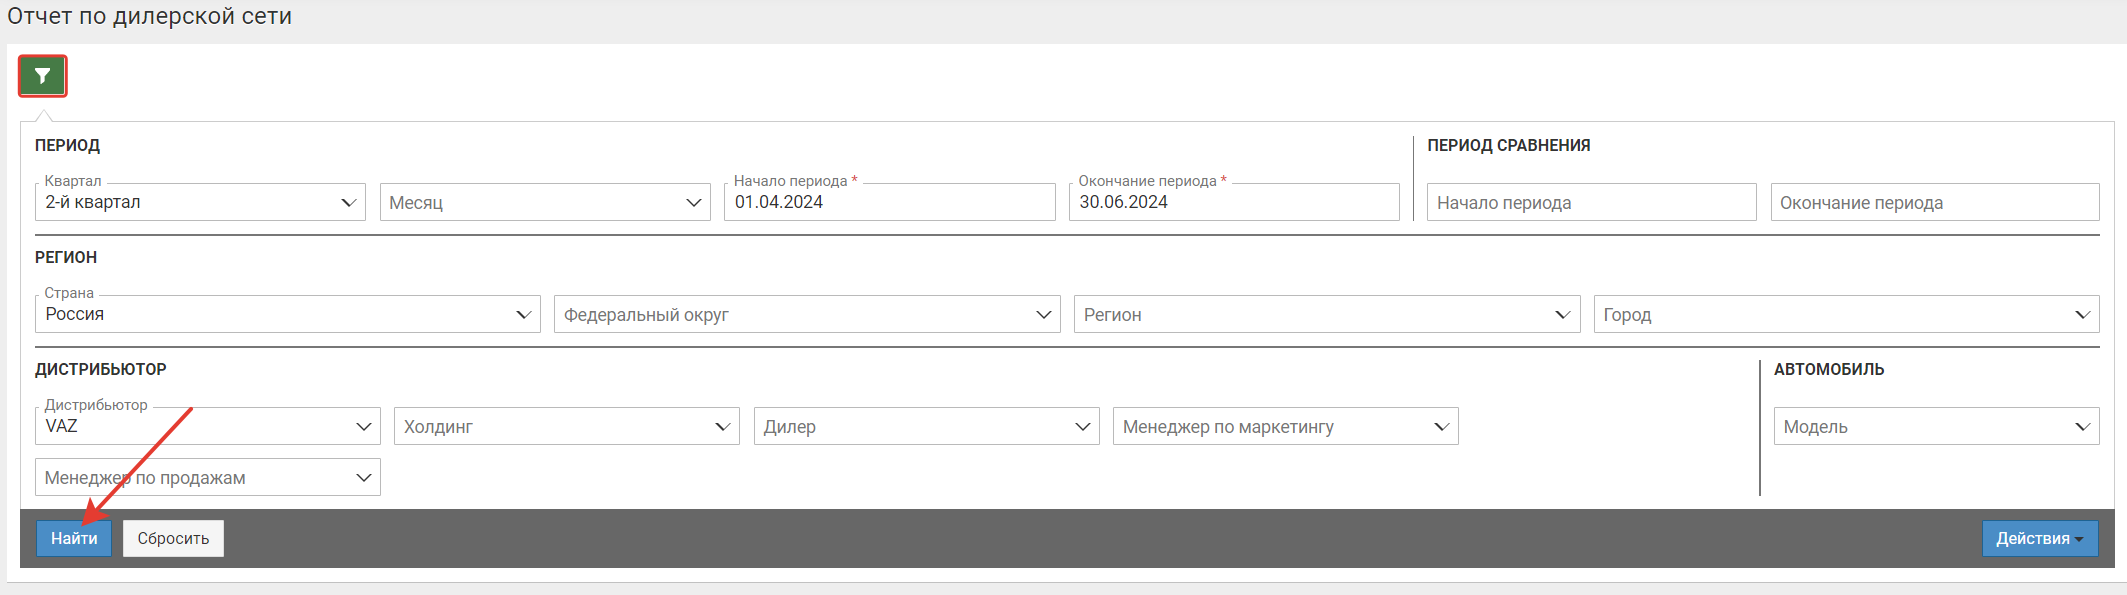 Отчет по дилерской сети
ПЕРИОД
ПЕРИОД СРАВНЕНИЯ
Квартал
2-й квартал
Месяц
Начало периода *
01.04.2024
Окончание периода *
30.06.2024
Начало периода
Окончание периода
РЕГИОН
Страна
Россия
Федеральный округ
Регион
Город
ДИСТРИБЬЮТОР
АВТОМОБИЛЬ
Дистрибьютор
VAZ
Холдинг
Дилер
Менеджер по маркетингу
Модель
Менеджер по продажам
Найти
Сбросить
Действия